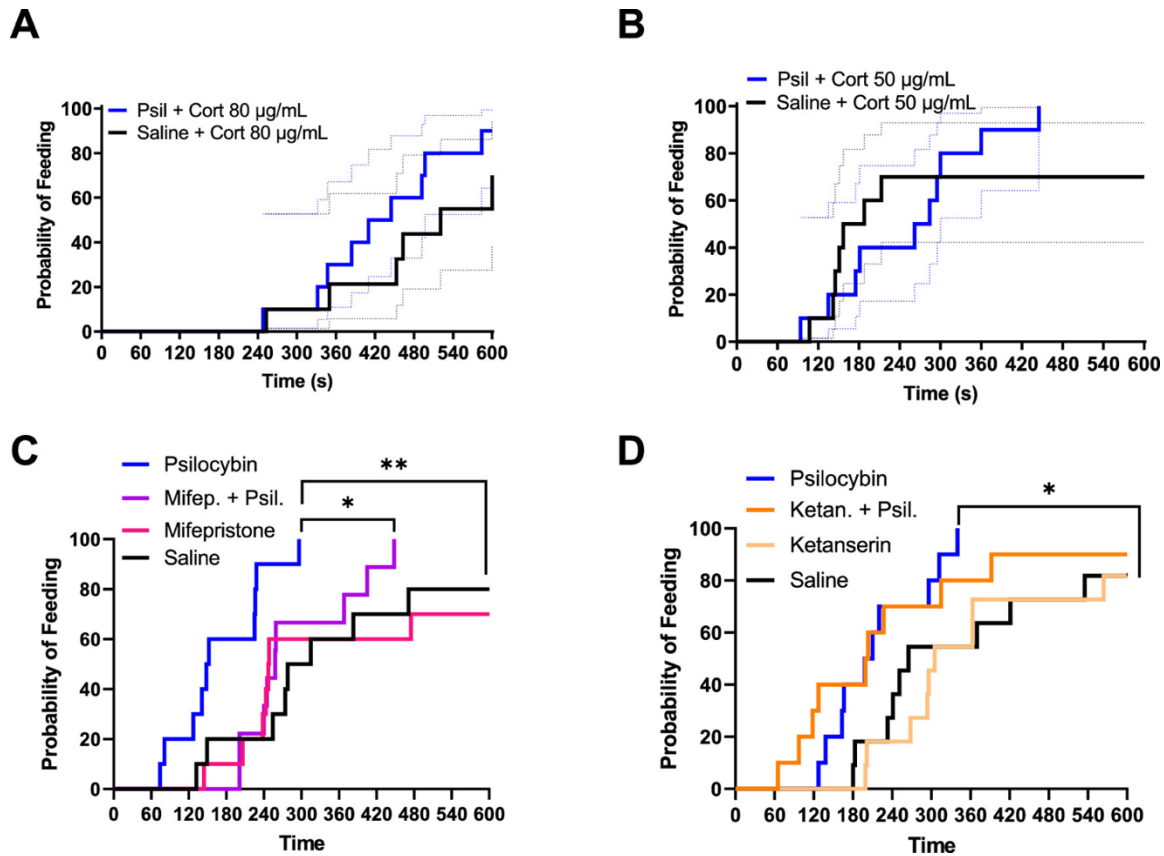 A
Psil + Cort 80 µg/mL
Saline + Cort 80 µg/mL
Probability of Feeding
100
80
60
40
20
0
0 60 120 180 240 300 360 420 480 540 600
Time (s)
B
Psil + Cort 50 µg/mL
Saline + Cort 50 µg/mL
Probability of Feeding
100
80
60
40
20
0
0 60 120 180 240 300 360 420 480 540 600
Time (s)
C
Psilocybin
Mifep. + Psil.
Mifepristone
Saline
**
*
Probability of Feeding
100
80
60
40
20
0
0 60 120 180 240 300 360 420 480 540 600
Time
D
Psilocybin
Ketan. + Psil.
Ketanserin
Saline
*
Probability of Feeding
100
80
60
40
20
0
0 60 120 180 240 300 360 420 480 540 600
Time